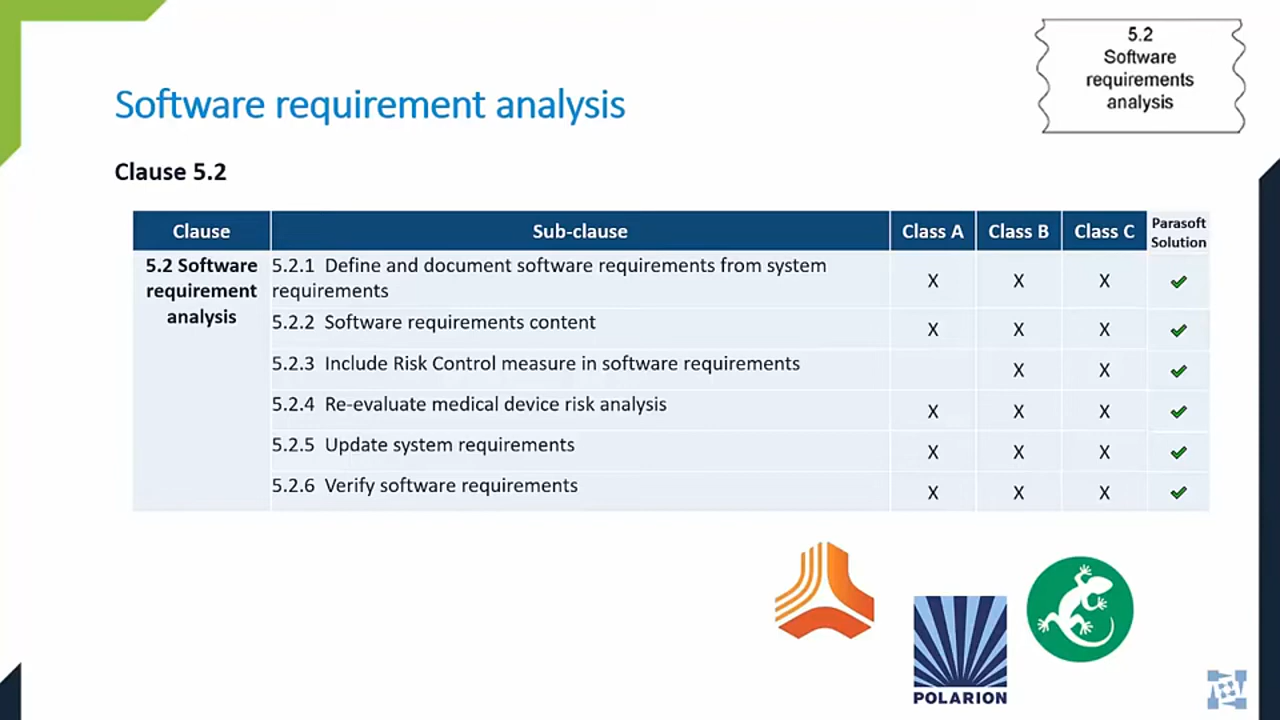 5.2
Software
requirements
analysis
Software requirement analysis
Clause 5.2
Clause Sub-clause Class A Class B Class C Parasoft Solution
5.2 Software requirement analysis
5.2.1 Define and document software requirements from system
requirements X X X ✔
5.2.2 Software requirements content X X X ✔
5.2.3 Include Risk Control measure in software requirements X X ✔
5.2.4 Re-evaluate medical device risk analysis X X X ✔
5.2.5 Update system requirements X X X ✔
5.2.6 Verify software requirements X X X ✔
POLARION